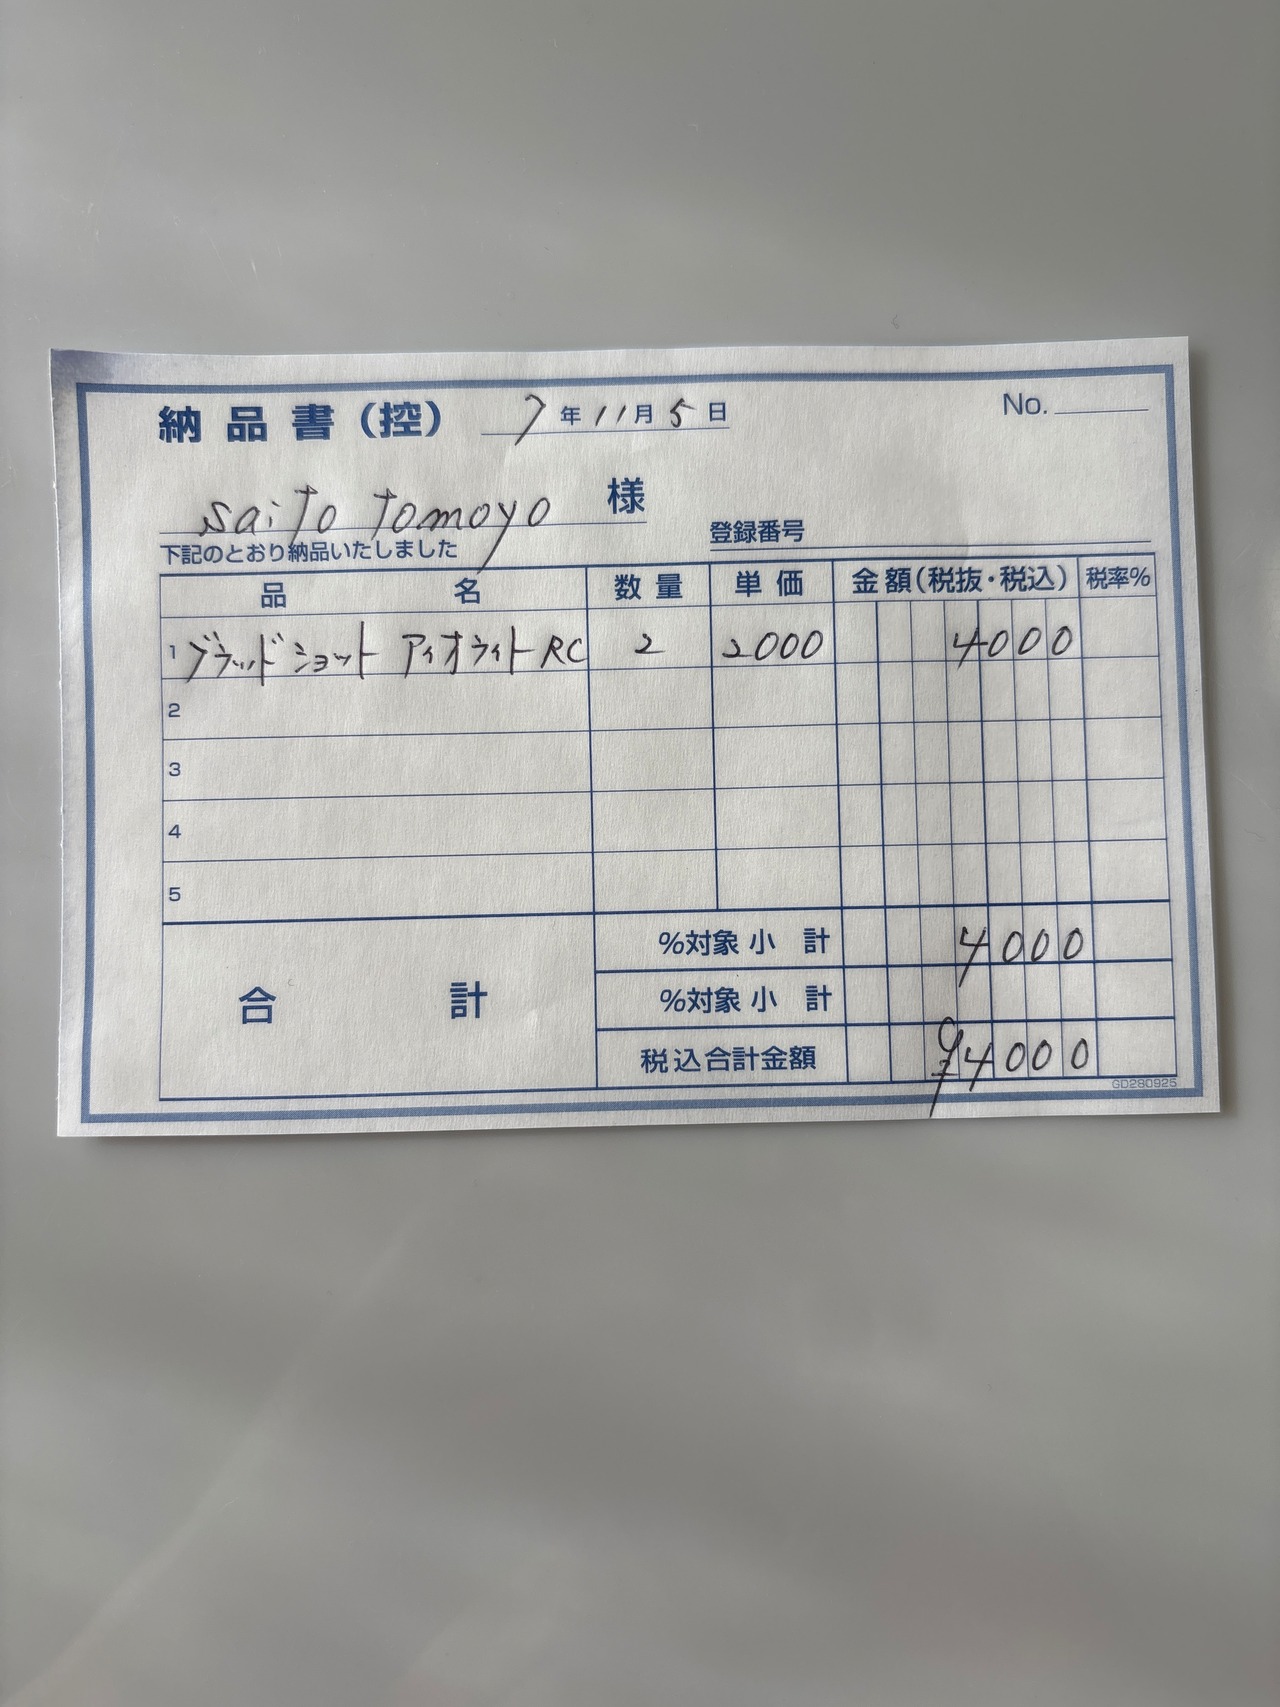 納品書(控) 7年11月5日 No.
saito tomoyo 様
登録番号
下記のとおり納品いたしました
品名 数量 単価 金額(税抜・税込) 税率%
1 ブラッドショット アイオライト RC 2 2000 4000
2
3
4
5
%対象小計 4000
合計 %対象小計
税込合計金額 ¥4000
GD280925